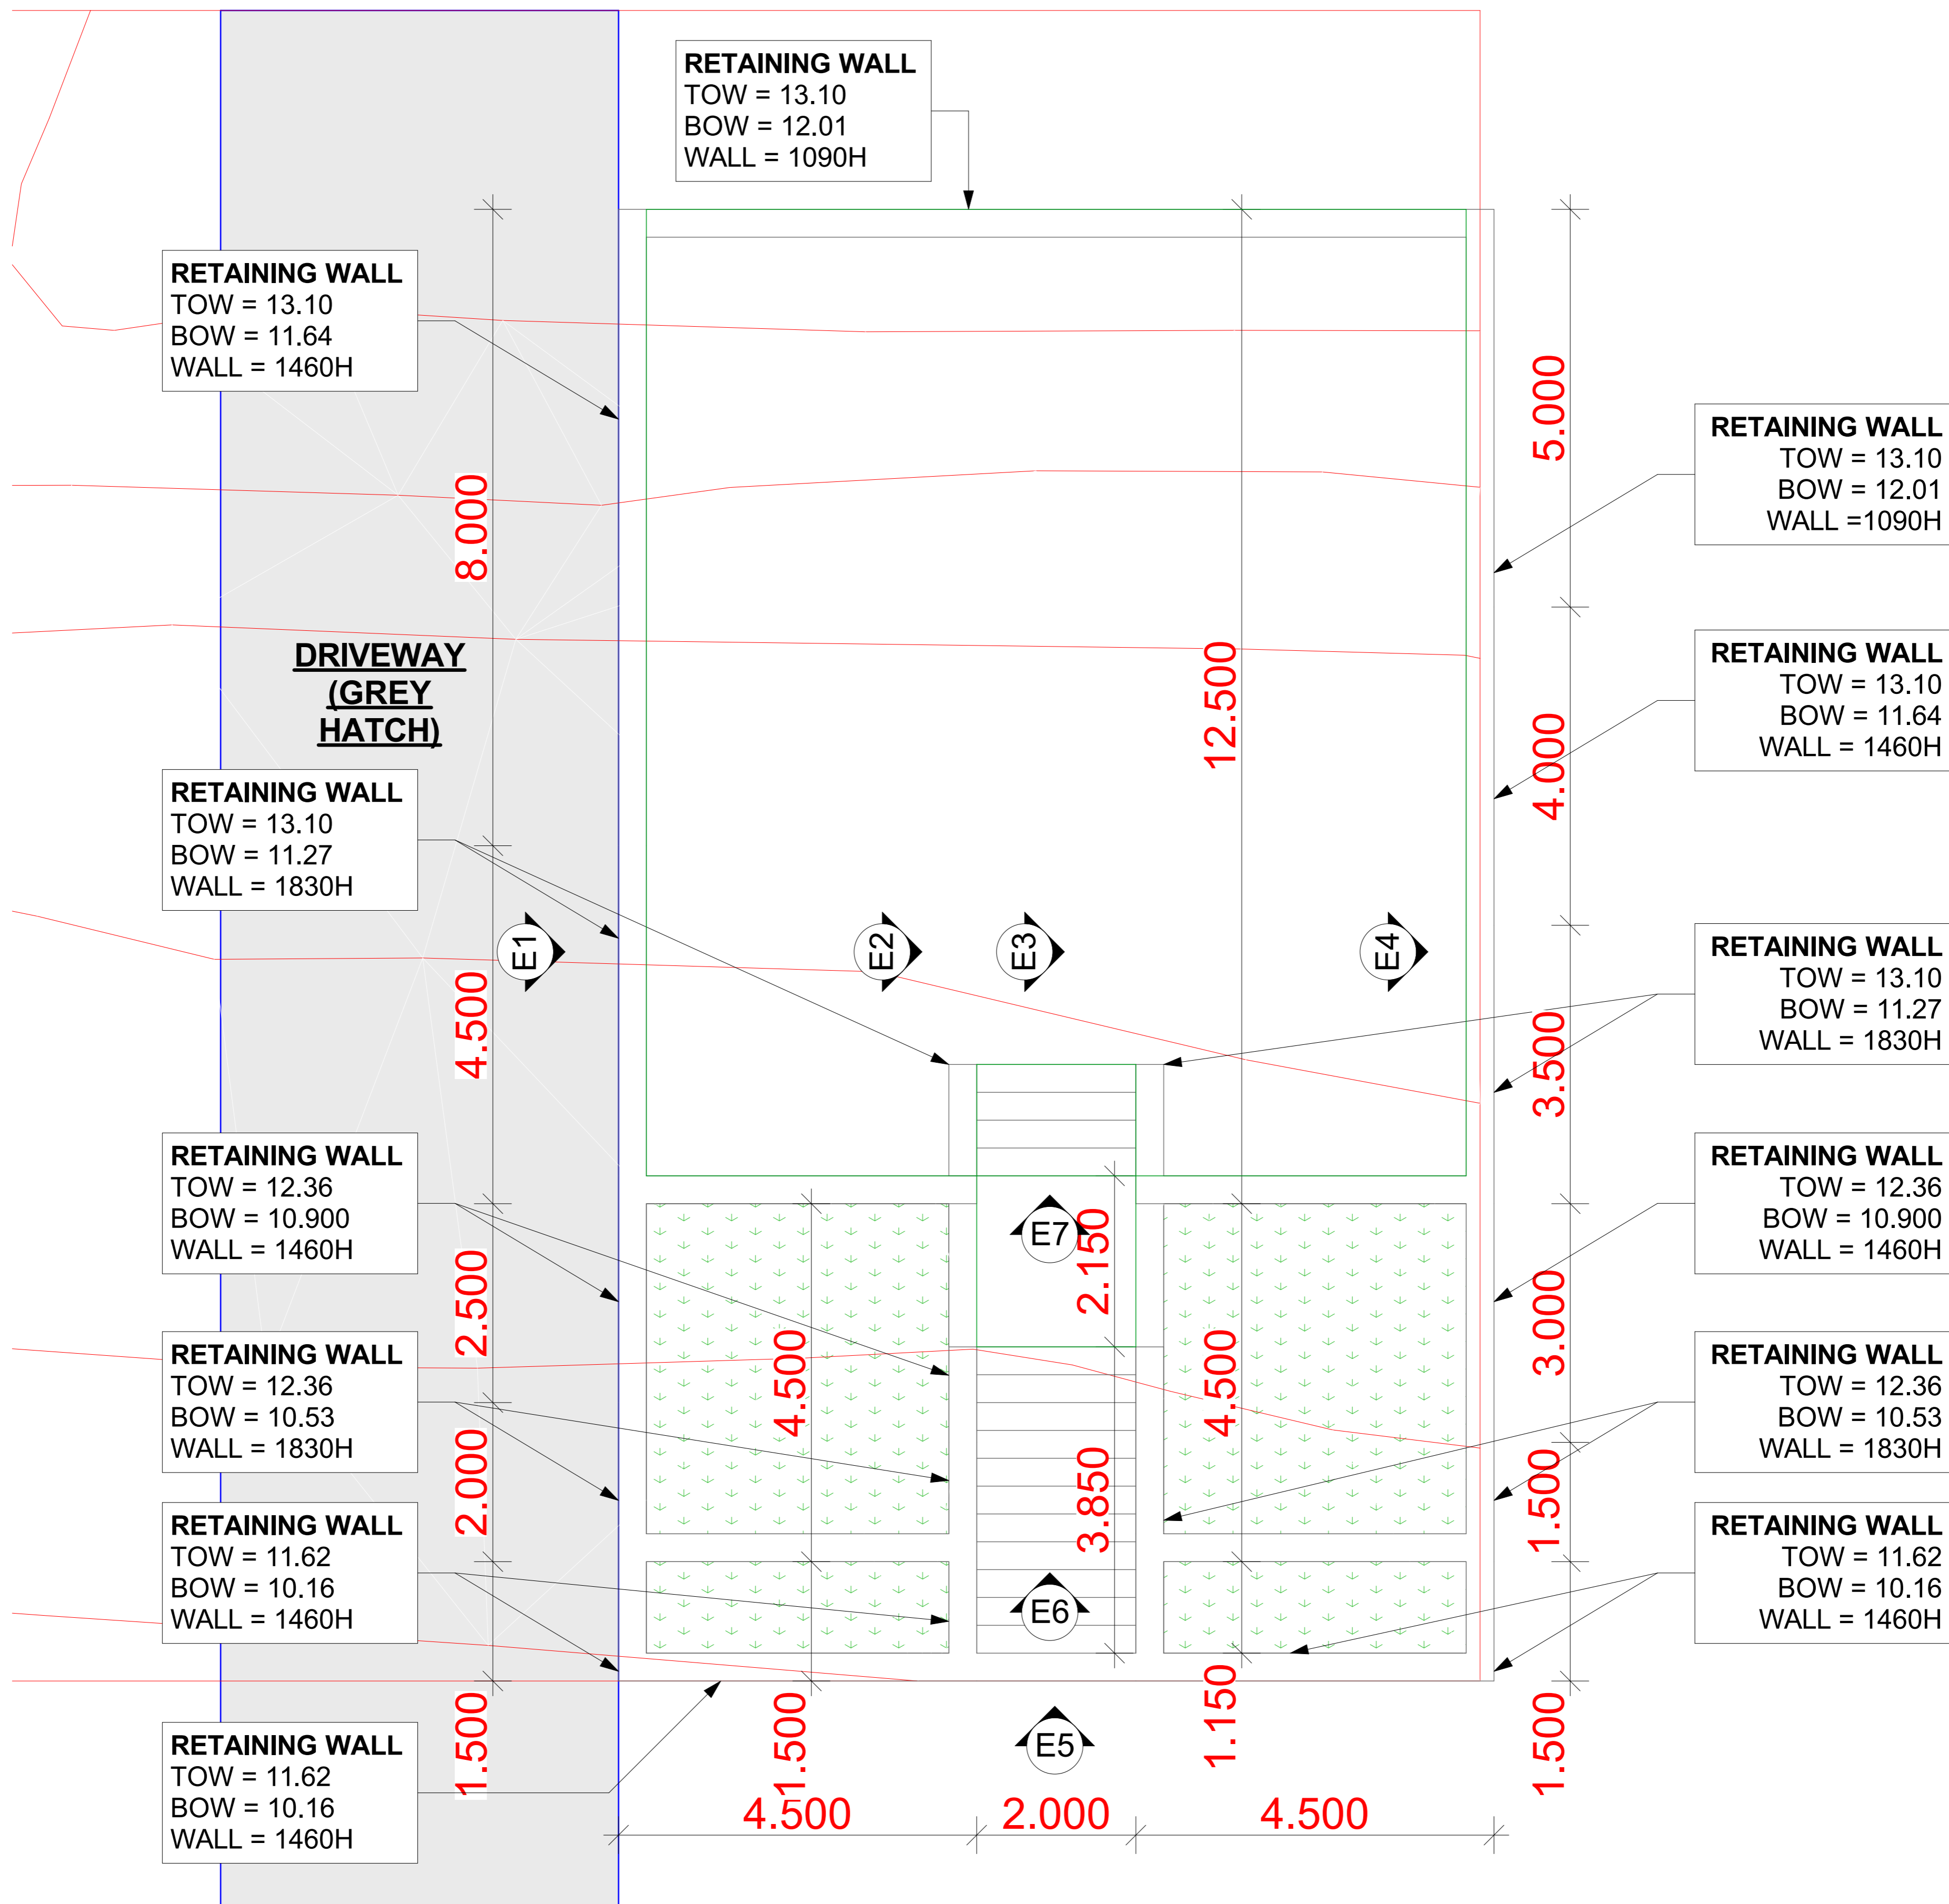 RETAINING WALL
TOW = 13.10
BOW = 12.01
WALL = 1090H
RETAINING WALL
TOW = 13.10
BOW = 11.64
WALL = 1460H
8.000
DRIVEWAY
(GREY
HATCH)
RETAINING WALL
TOW = 13.10
BOW = 11.27
WALL = 1830H
4.500
RETAINING WALL
TOW = 12.36
BOW = 10.900
WALL = 1460H
2.500
RETAINING WALL
TOW = 12.36
BOW = 10.53
WALL = 1830H
2.000
RETAINING WALL
TOW = 11.62
BOW = 10.16
WALL = 1460H
1.500
RETAINING WALL
TOW = 11.62
BOW = 10.16
WALL = 1460H
12.500
E1
E2
E3
E4
E7
2.150
4.500
4.500
3.850
E6
1.500
1.150
E5
4.500
2.000
4.500
5.000
RETAINING WALL
TOW = 13.10
BOW = 12.01
WALL =1090H
4.000
RETAINING WALL
TOW = 13.10
BOW = 11.64
WALL = 1460H
3.500
RETAINING WALL
TOW = 13.10
BOW = 11.27
WALL = 1830H
3.000
RETAINING WALL
TOW = 12.36
BOW = 10.900
WALL = 1460H
1.500
RETAINING WALL
TOW = 12.36
BOW = 10.53
WALL = 1830H
1.500
RETAINING WALL
TOW = 11.62
BOW = 10.16
WALL = 1460H